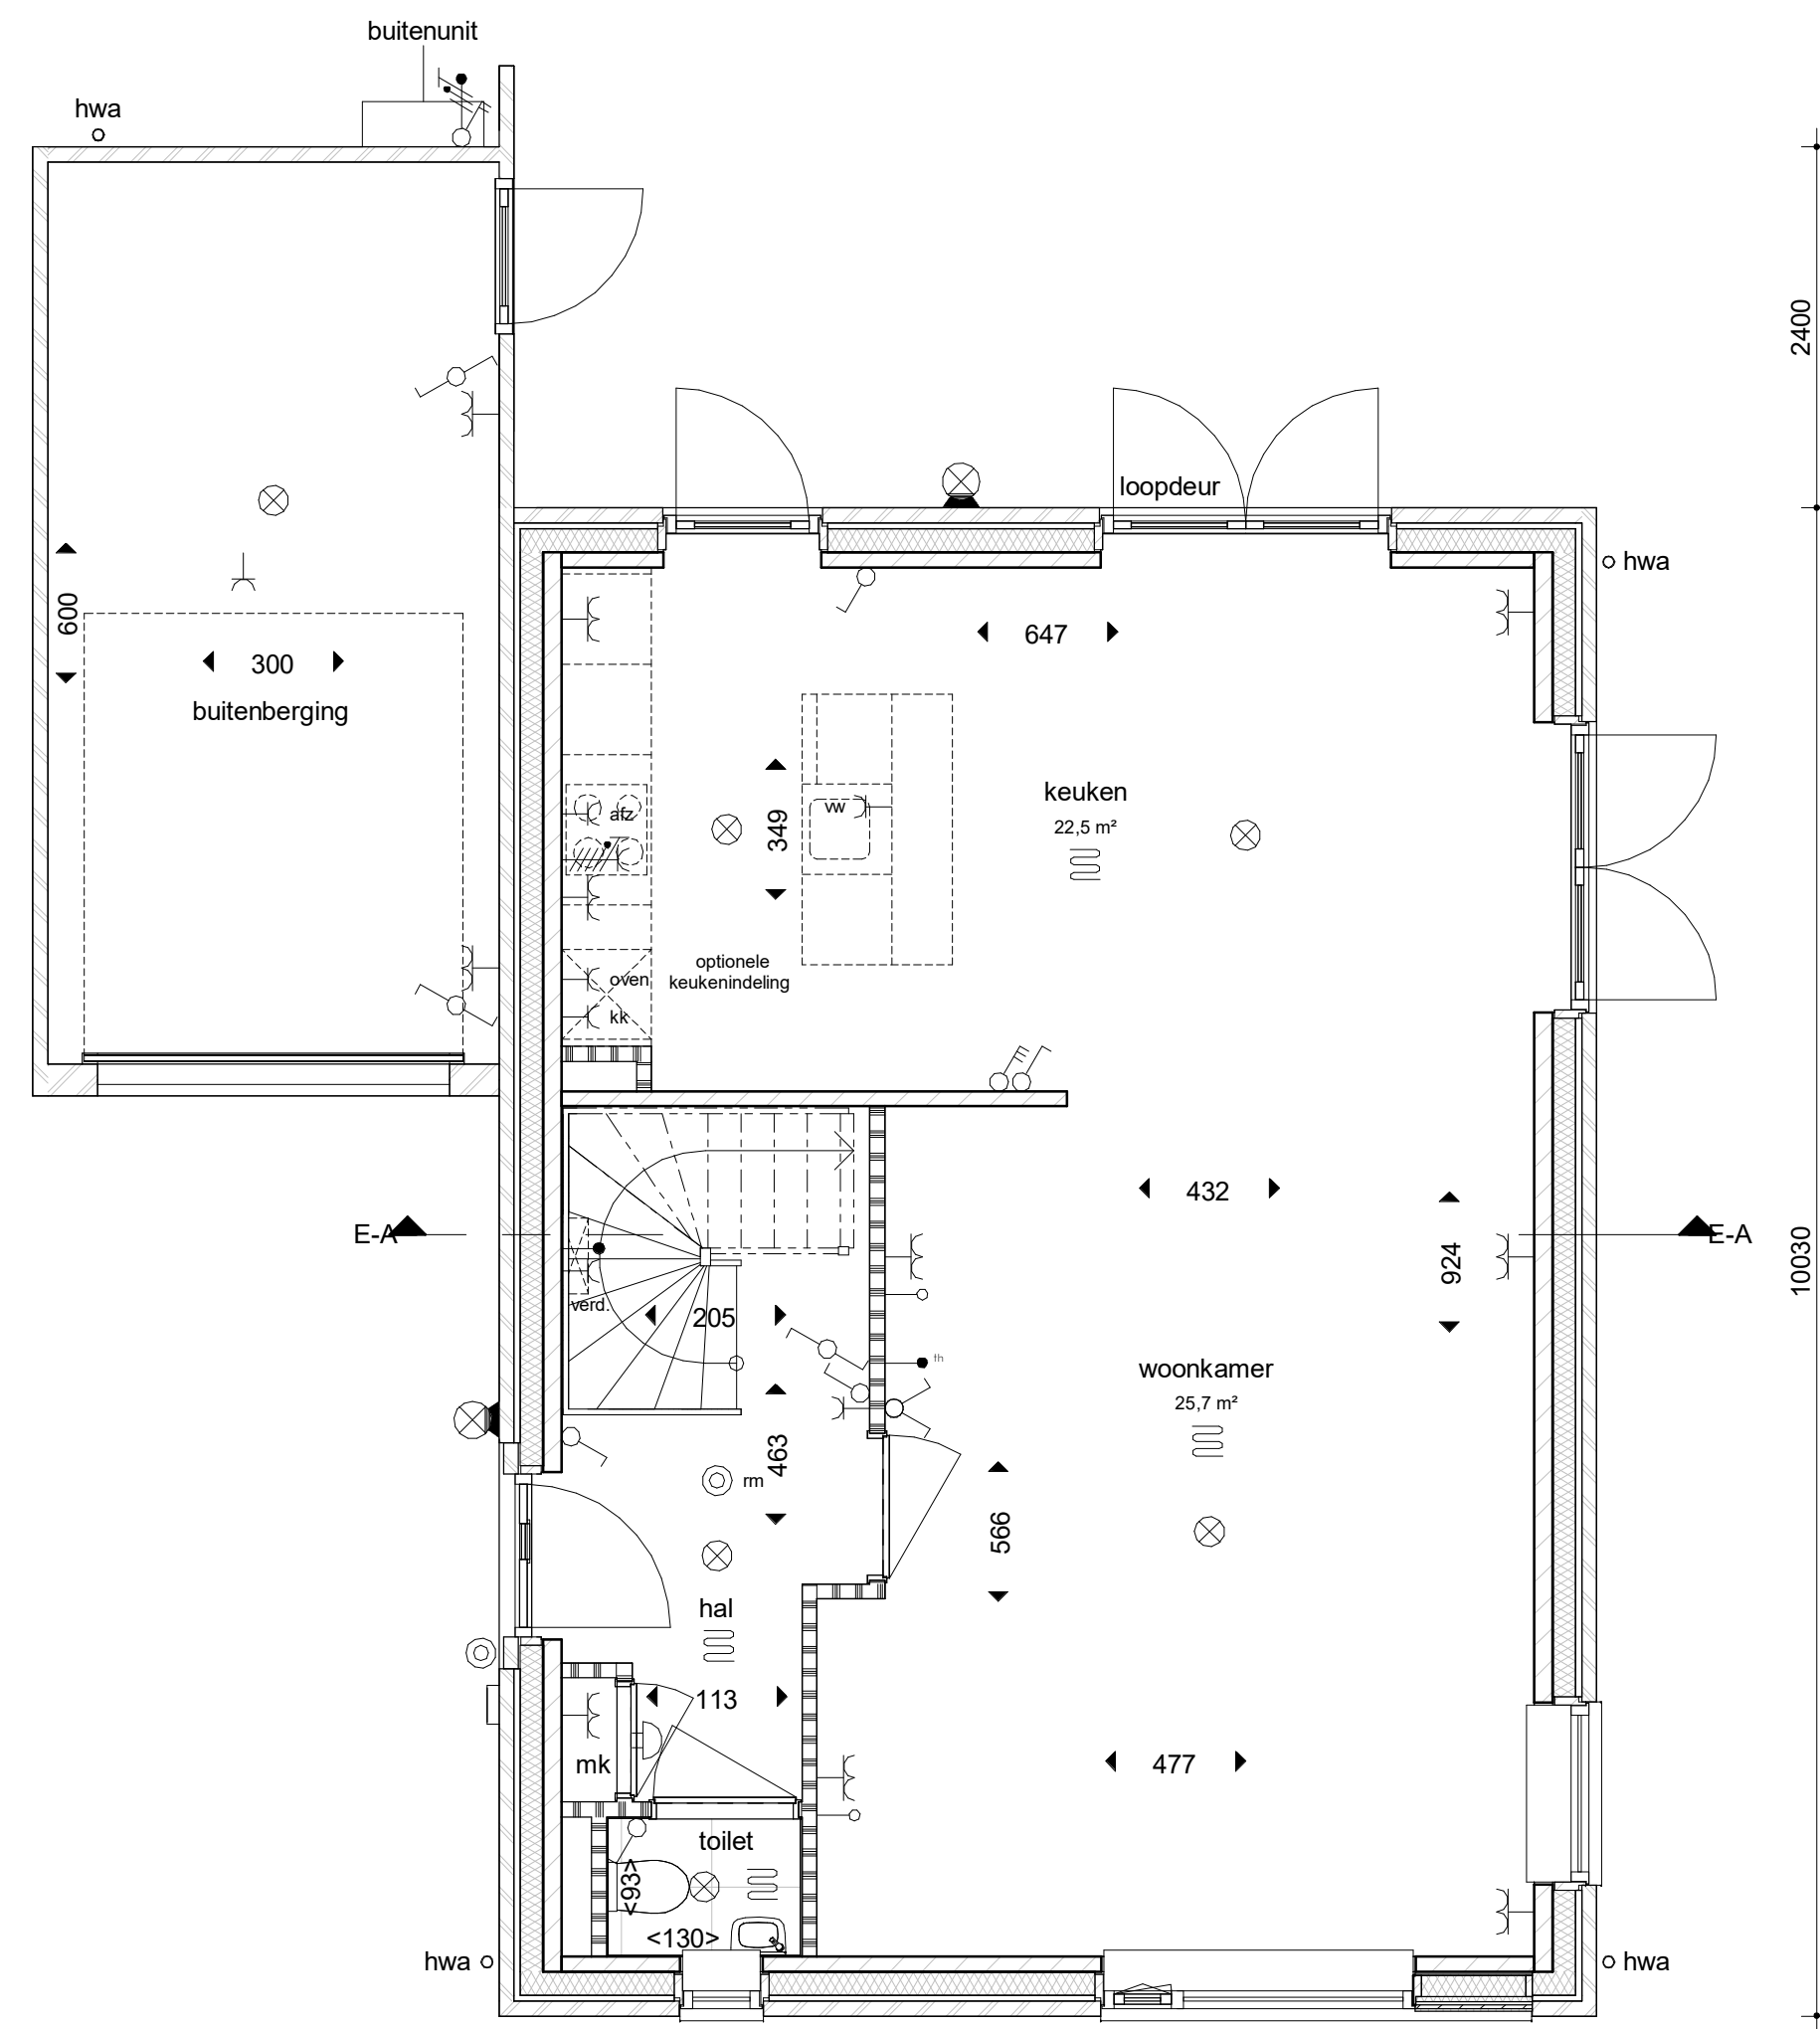 buitenunit
hwa
2400
loopdeur
hwa
600
300
buitenberging
647
keuken
22,5 m²
349
afz
vw
optionele
keukenindeling
oven
kk
432
E-A
E-A
924
10030
verd.
205
th
woonkamer
25,7 m²
463
rm
566
hal
113
477
mk
toilet
<93>
<130>
hwa
hwa